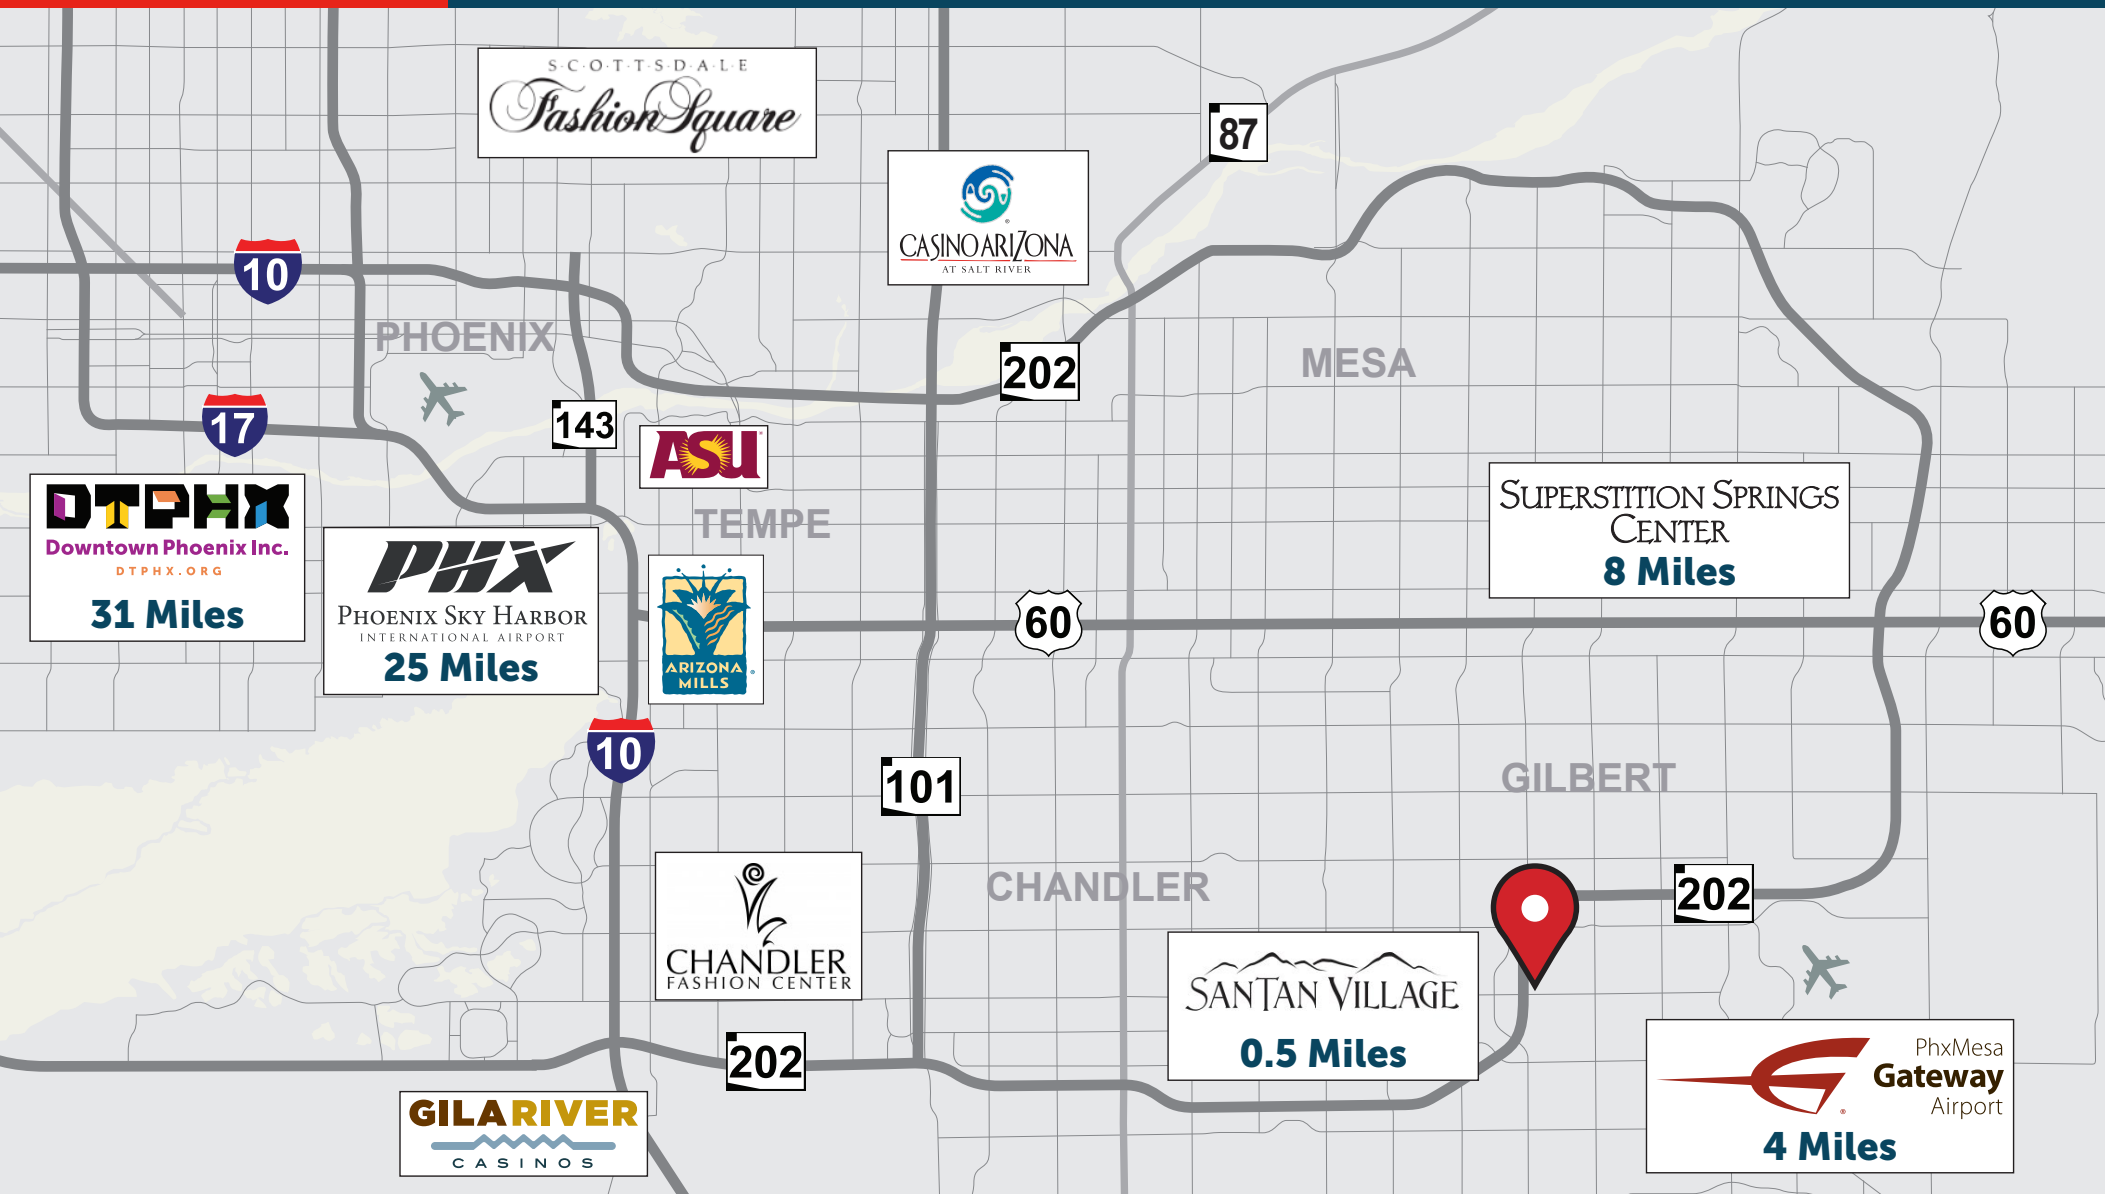 S·C·O·T·T·S·D·A·L·E
Fashion Square
87
CASINO ARIZONA
AT SALT RIVER
10
PHOENIX
202
MESA
17
143
ASU
DTPHX
Downtown Phoenix Inc.
DTPHX.ORG
31 Miles
TEMPE
SUPERSTITION SPRINGS
CENTER
8 Miles
PHX
PHOENIX SKY HARBOR
INTERNATIONAL AIRPORT
25 Miles
ARIZONA
MILLS
60
60
10
101
GILBERT
CHANDLER
202
CHANDLER
FASHION CENTER
SANTAN VILLAGE
0.5 Miles
202
PhxMesa
Gateway
Airport
4 Miles
GILA RIVER
CASINOS